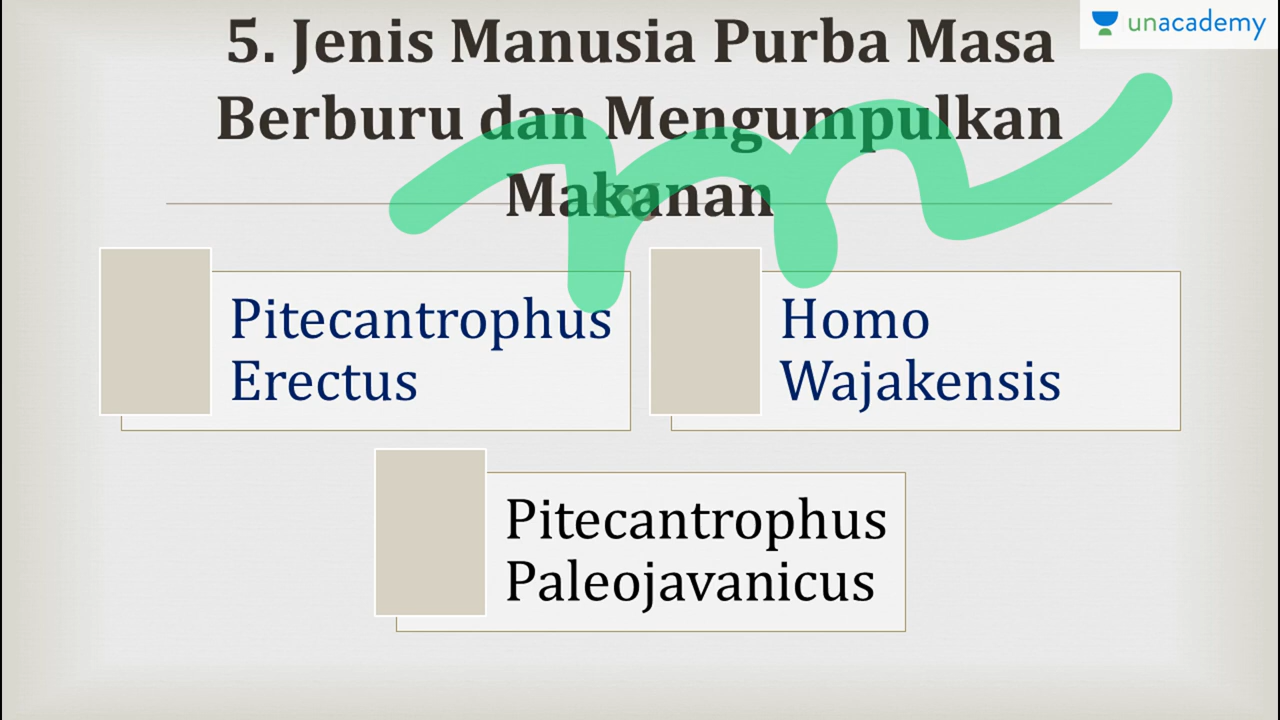 unacademy
5. Jenis Manusia Purba Masa
Berburu dan Mengumpulkan
Makanan
Pitecantrophus
Erectus
Homo
Wajakensis
Pitecantrophus
Paleojavanicus